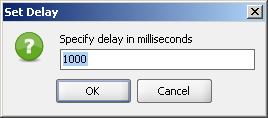 Set Delay
Specify delay in milliseconds
1000
OK Cancel